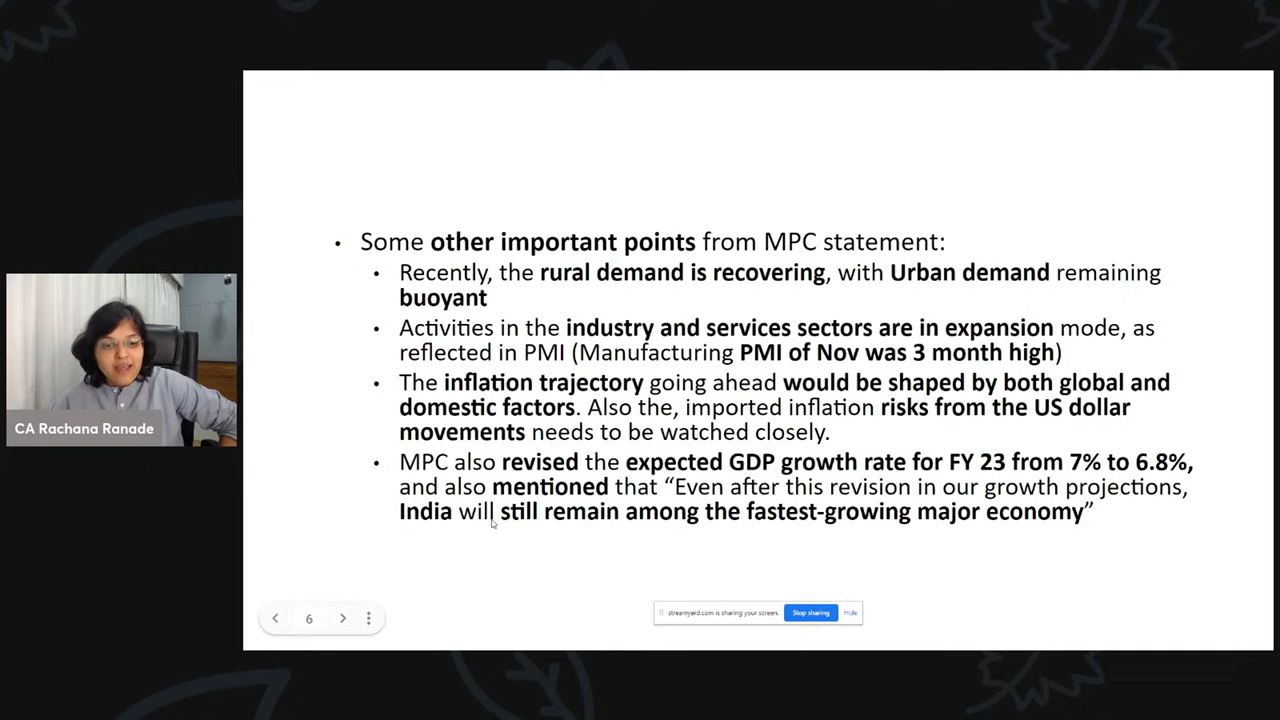 • Some other important points from MPC statement:
• Recently, the rural demand is recovering, with Urban demand remaining
buoyant
• Activities in the industry and services sectors are in expansion mode, as
reflected in PMI (Manufacturing PMI of Nov was 3 month high)
• The inflation trajectory going ahead would be shaped by both global and
domestic factors. Also the, imported inflation risks from the US dollar
movements needs to be watched closely.
• MPC also revised the expected GDP growth rate for FY 23 from 7% to 6.8%,
and also mentioned that “Even after this revision in our growth projections,
India will still remain among the fastest-growing major economy”
CA Rachana Ranade
6
streamyard.com is sharing your screen. Stop sharing Hide